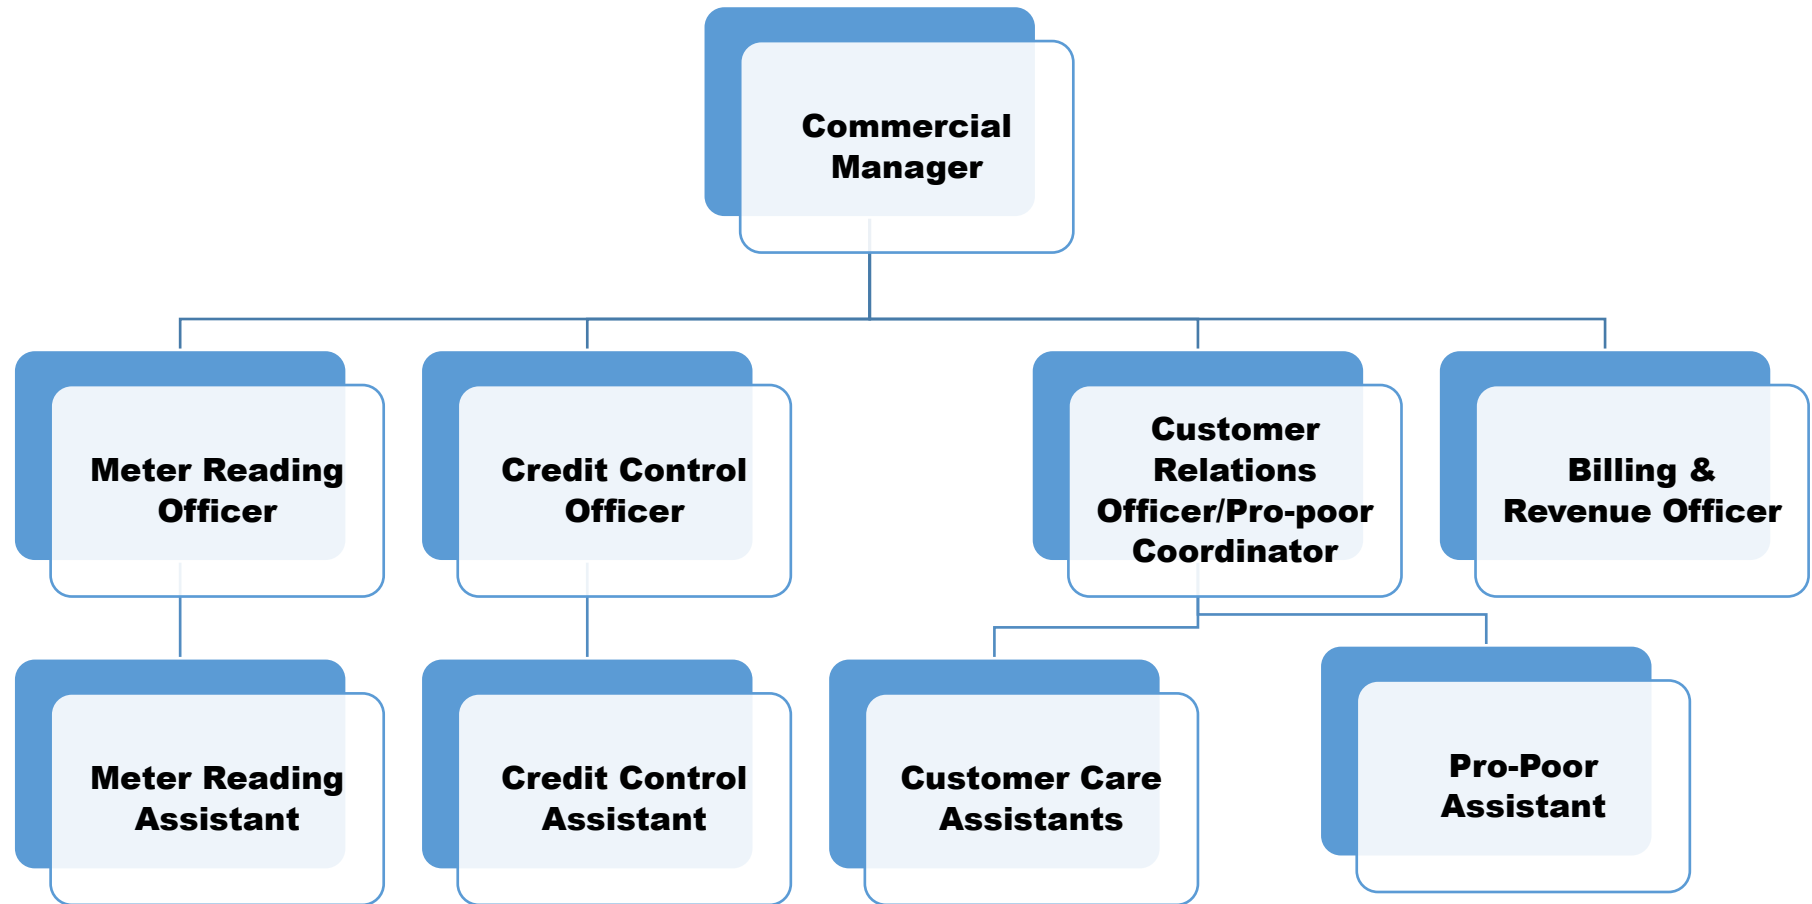 Commercial
Manager
Meter Reading
Officer
Credit Control
Officer
Customer
Relations
Officer/Pro-poor
Coordinator
Billing &
Revenue Officer
Meter Reading
Assistant
Credit Control
Assistant
Customer Care
Assistants
Pro-Poor
Assistant